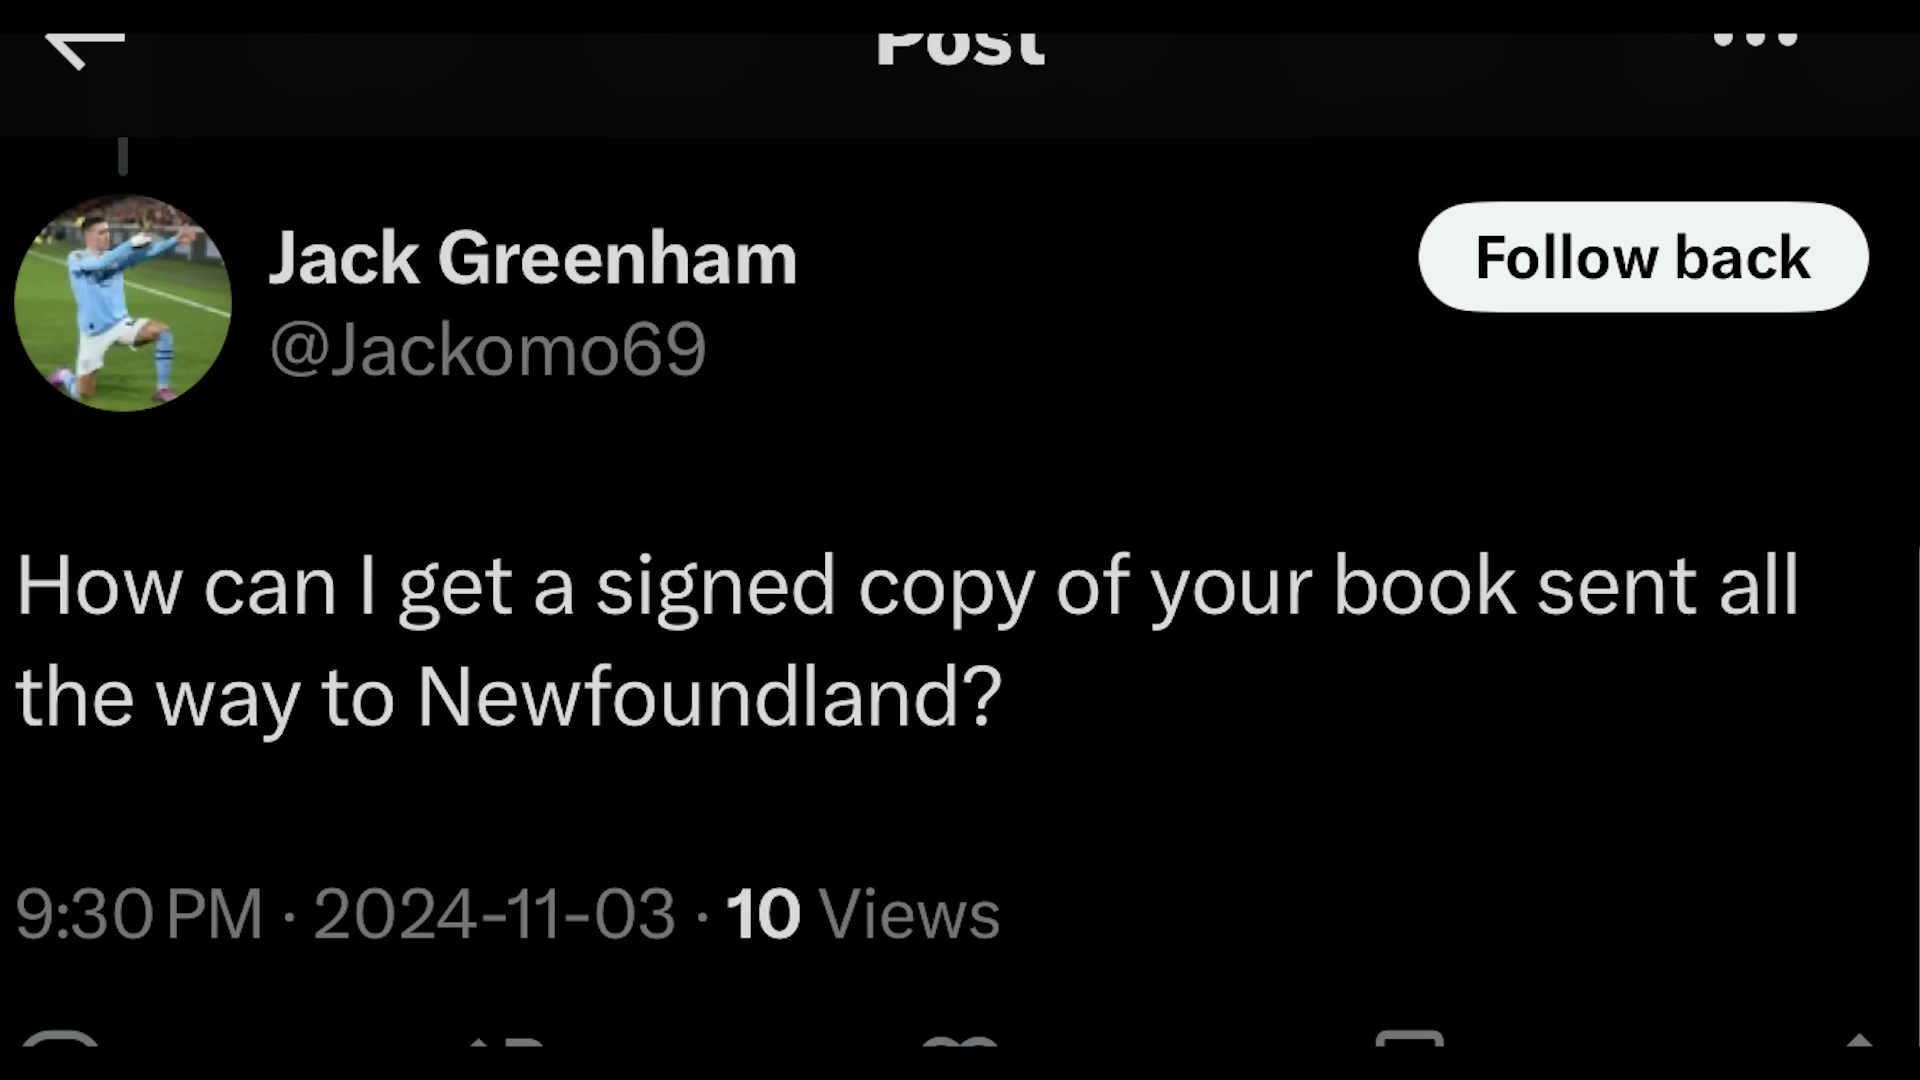 Post
Jack Greenham
Follow back
@Jackomo69
How can I get a signed copy of your book sent all
the way to Newfoundland?
9:30 PM · 2024-11-03 · 10 Views